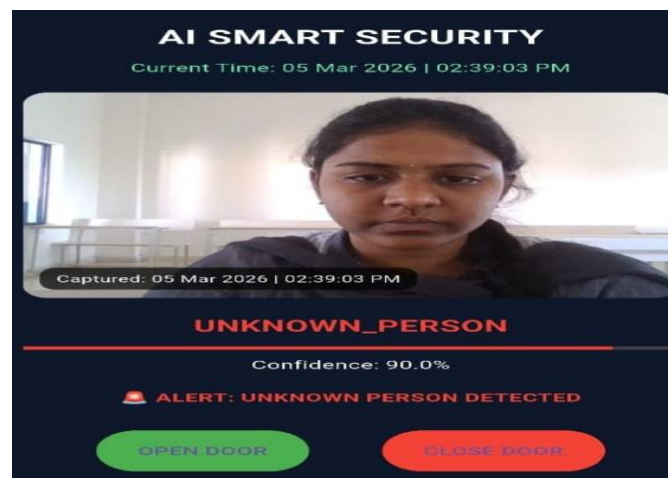 AI SMART SECURITY
Current Time: 05 Mar 2026 | 02:39:03 PM
Captured: 05 Mar 2026 | 02:39:03 PM
UNKNOWN_PERSON
Confidence: 90.0%
🚨 ALERT: UNKNOWN PERSON DETECTED
OPEN DOOR CLOSE DOOR